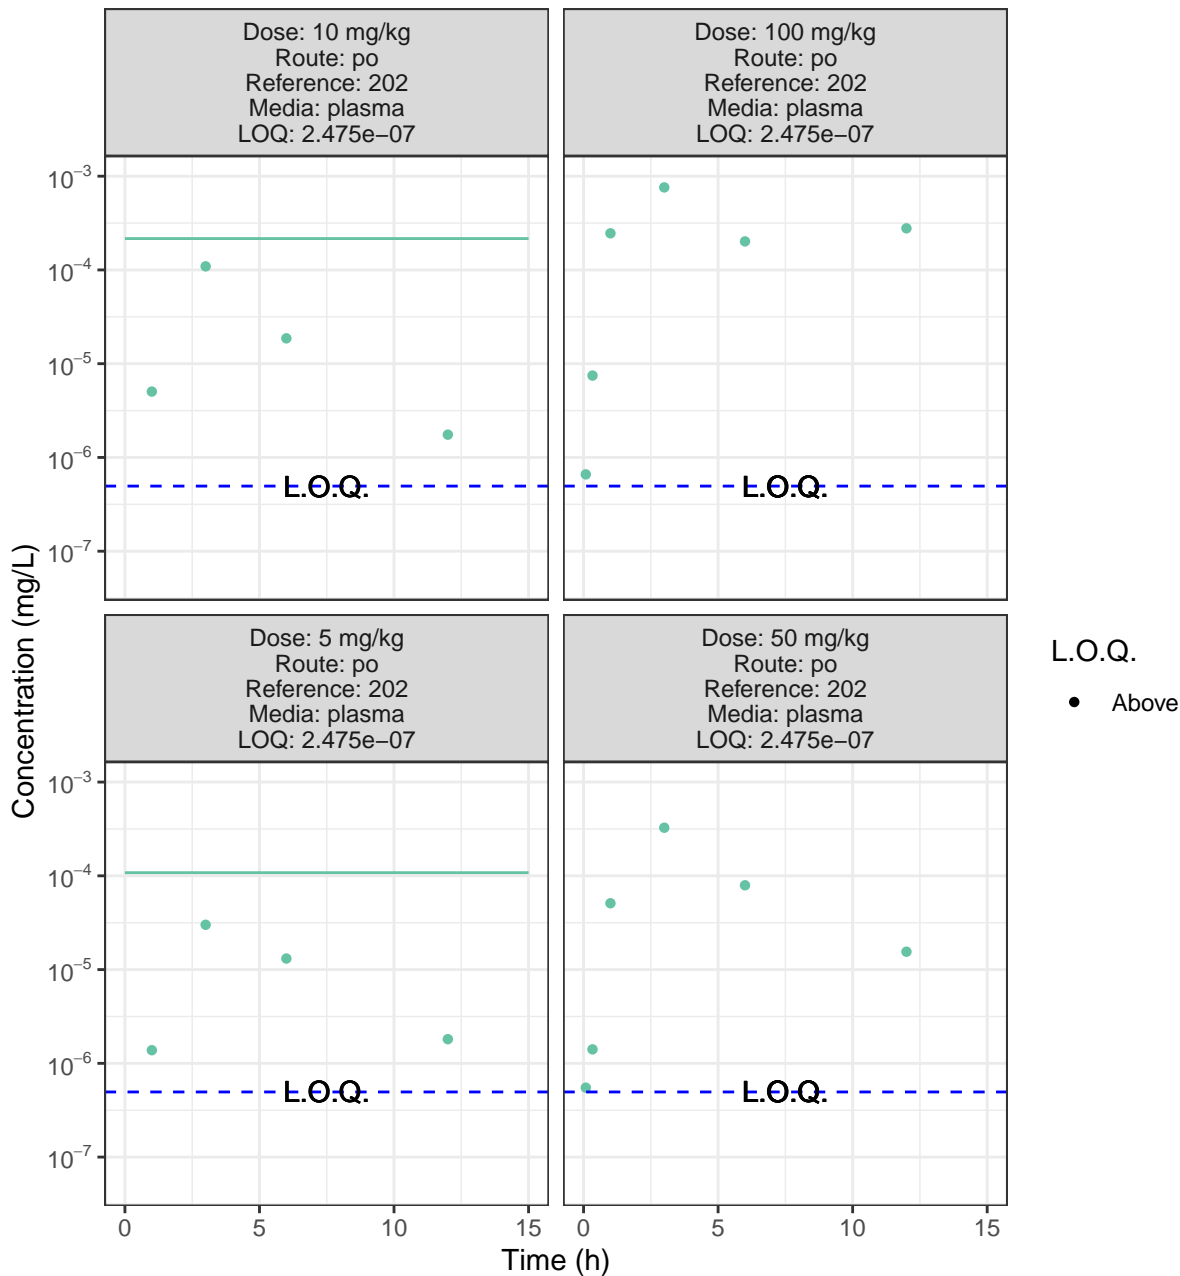 Dose: 10 mg/kg
Route: po
Reference: 202
Media: plasma
LOQ: 2.475e−07
Dose: 100 mg/kg
Route: po
Reference: 202
Media: plasma
LOQ: 2.475e−07
10⁻³
10⁻⁴
10⁻⁵
10⁻⁶
10⁻⁷
L.O.Q.
L.O.Q.
Concentration (mg/L)
Dose: 5 mg/kg
Route: po
Reference: 202
Media: plasma
LOQ: 2.475e−07
Dose: 50 mg/kg
Route: po
Reference: 202
Media: plasma
LOQ: 2.475e−07
10⁻³
10⁻⁴
10⁻⁵
10⁻⁶
10⁻⁷
L.O.Q.
L.O.Q.
0 5 10 15
0 5 10 15
Time (h)
L.O.Q.
Above